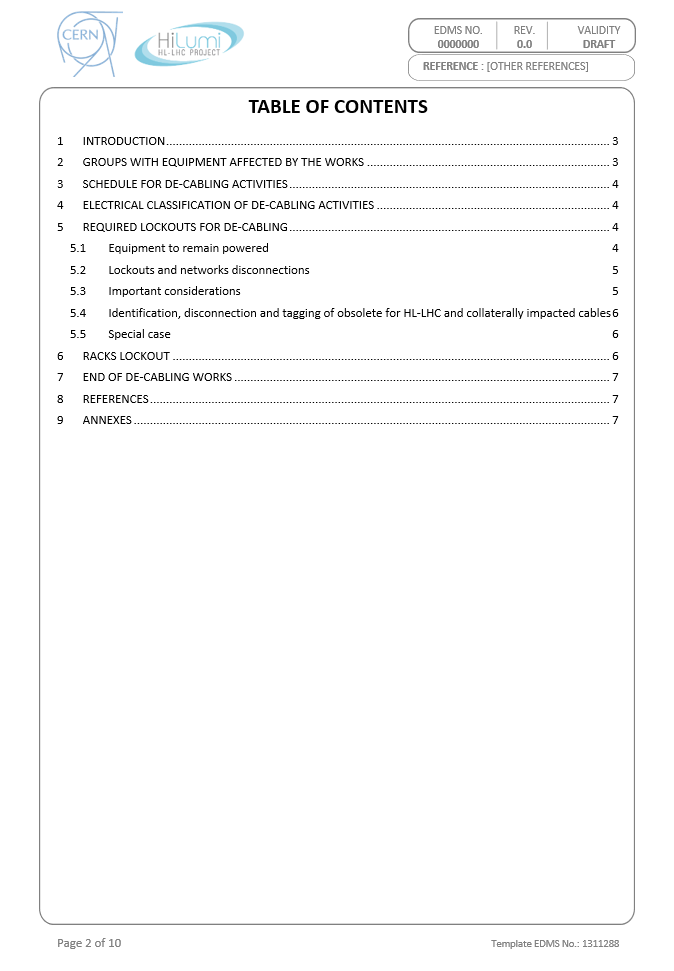 CERN
HiLumi
HL-LHC PROJECT
EDMS NO. REV. VALIDITY
0000000 0.0 DRAFT
REFERENCE : [OTHER REFERENCES]
TABLE OF CONTENTS
1 INTRODUCTION 3
2 GROUPS WITH EQUIPMENT AFFECTED BY THE WORKS 3
3 SCHEDULE FOR DE-CABLING ACTIVITIES 4
4 ELECTRICAL CLASSIFICATION OF DE-CABLING ACTIVITIES 4
5 REQUIRED LOCKOUTS FOR DE-CABLING 4
5.1 Equipment to remain powered 4
5.2 Lockouts and networks disconnections 5
5.3 Important considerations 5
5.4 Identification, disconnection and tagging of obsolete for HL-LHC and collaterally impacted cables6
5.5 Special case 6
6 RACKS LOCKOUT 6
7 END OF DE-CABLING WORKS 7
8 REFERENCES 7
9 ANNEXES 7
Page 2 of 10 Template EDMS No.: 1311288